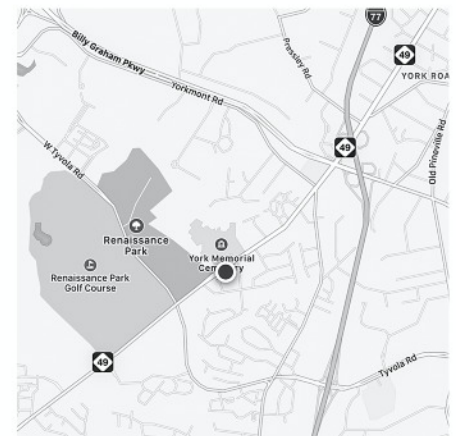 77
Billy Graham Pkwy
Pressley Rd
49
YORK ROA
Yorkmont Rd
49
Old Pineville Rd
W Tyvola Rd
Renaissance
Park
York Memorial
Cemetery
Renaissance Park
Golf Course
49
Tyvola Rd